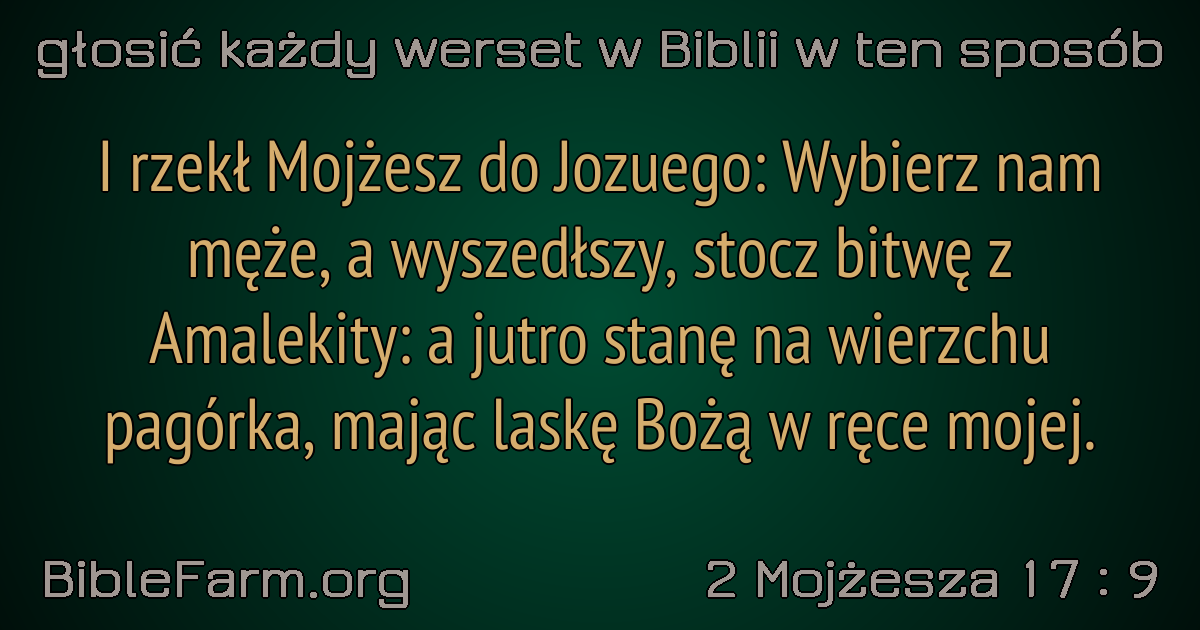 głosić każdy werset w Biblii w ten sposób
I rzekł Mojżesz do Jozuego: Wybierz nam
męże, a wyszedłszy, stocz bitwę z
Amalekity: a jutro stanę na wierzchu
pagórka, mając laskę Bożą w ręce mojej.
BibleFarm.org
2 Mojżesza 17 : 9